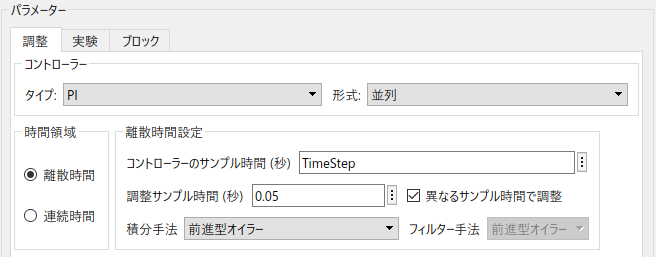 パラメーター
調整 実験 ブロック
コントローラー
タイプ: PI 形式: 並列
時間領域 離散時間設定
離散時間 コントローラーのサンプル時間 (秒) TimeStep
調整サンプル時間 (秒) 0.05 異なるサンプル時間で調整
連続時間
積分手法 前進型オイラー フィルター手法 前進型オイラー